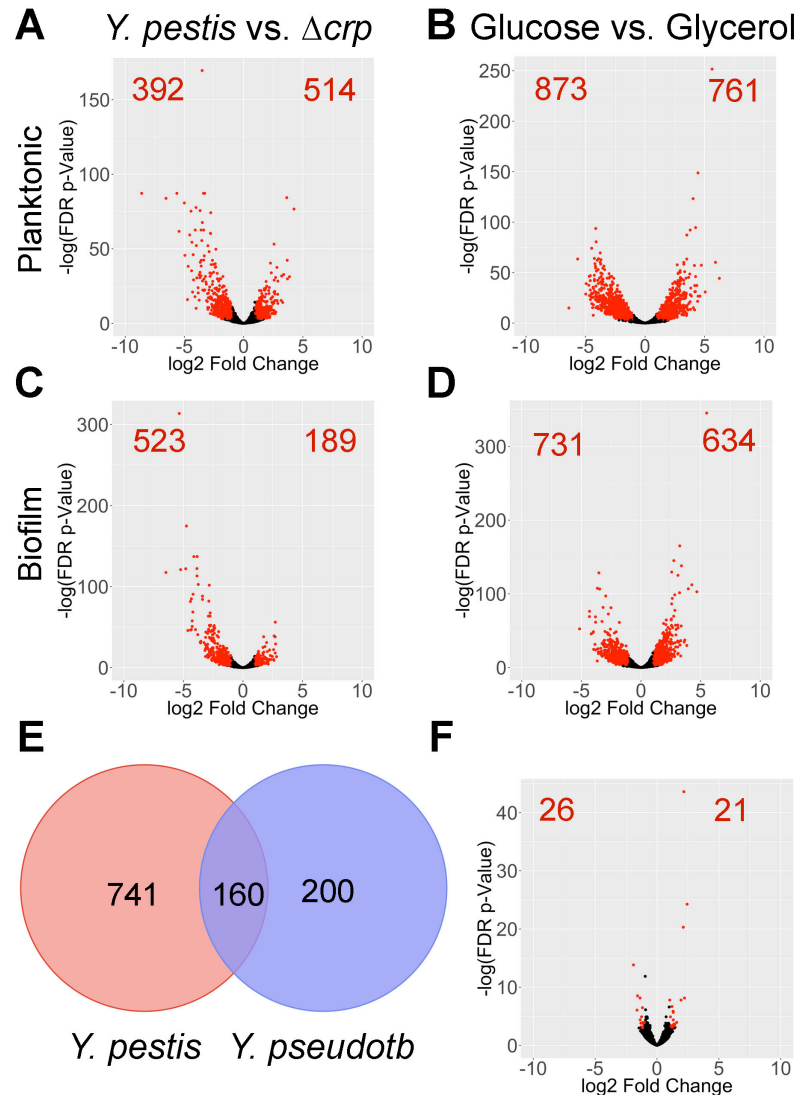 A Y. pestis vs. Δcrp
B Glucose vs. Glycerol
Planktonic
392 514
-log(FDR p-Value)
150
100
50
0
-10 -5 0 5 10
log2 Fold Change
873 761
-log(FDR p-Value)
250
200
150
100
50
0
-10 -5 0 5 10
log2 Fold Change
C
Biofilm
523 189
-log(FDR p-Value)
300
200
100
0
-10 -5 0 5 10
log2 Fold Change
D
731 634
-log(FDR p-Value)
300
200
100
0
-10 -5 0 5 10
log2 Fold Change
E
741 160 200
Y. pestis Y. pseudotb
F
26 21
-log(FDR p-Value)
40
30
20
10
0
-10 -5 0 5 10
log2 Fold Change